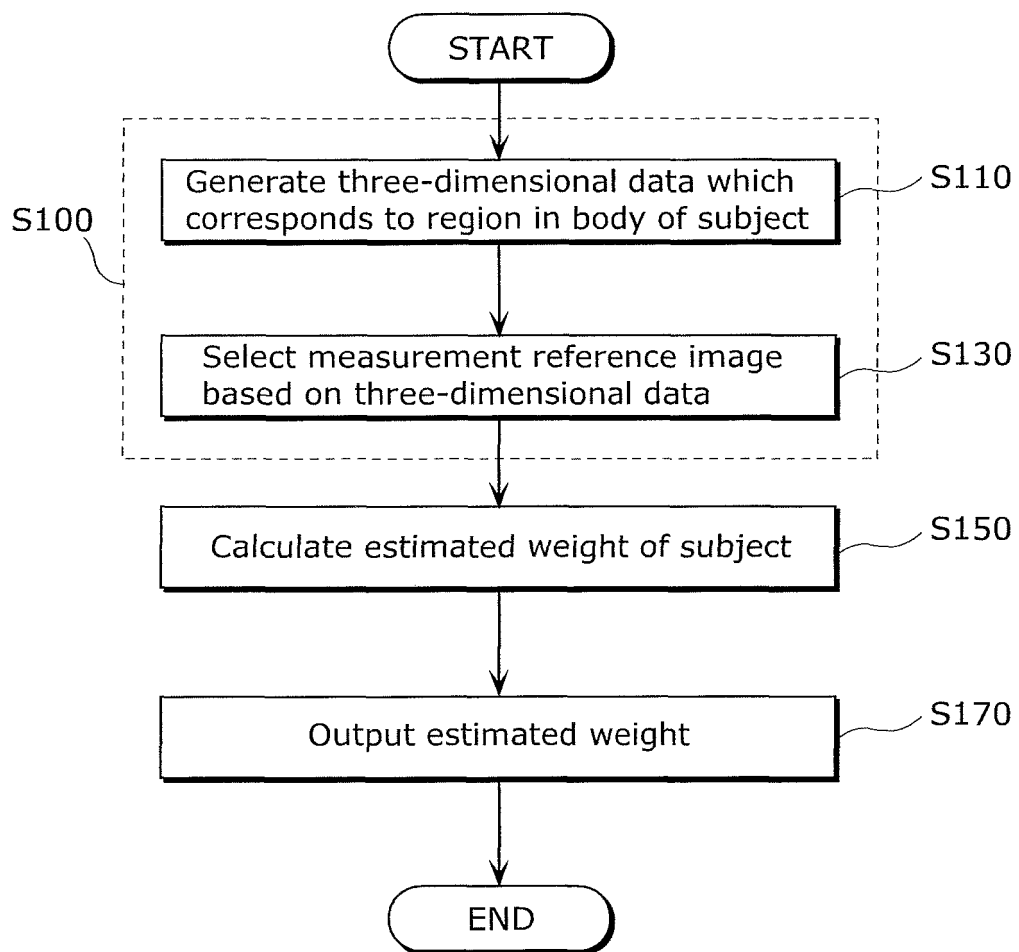 START
Generate three-dimensional data which
corresponds to region in body of subject
S110
S100
Select measurement reference image
based on three-dimensional data
S130
Calculate estimated weight of subject
S150
Output estimated weight
S170
END